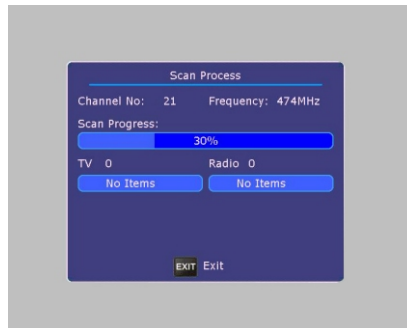 Scan Process
Channel No: 21 Frequency: 474MHz
Scan Progress:
30%
TV 0 Radio 0
No Items No Items
EXIT Exit